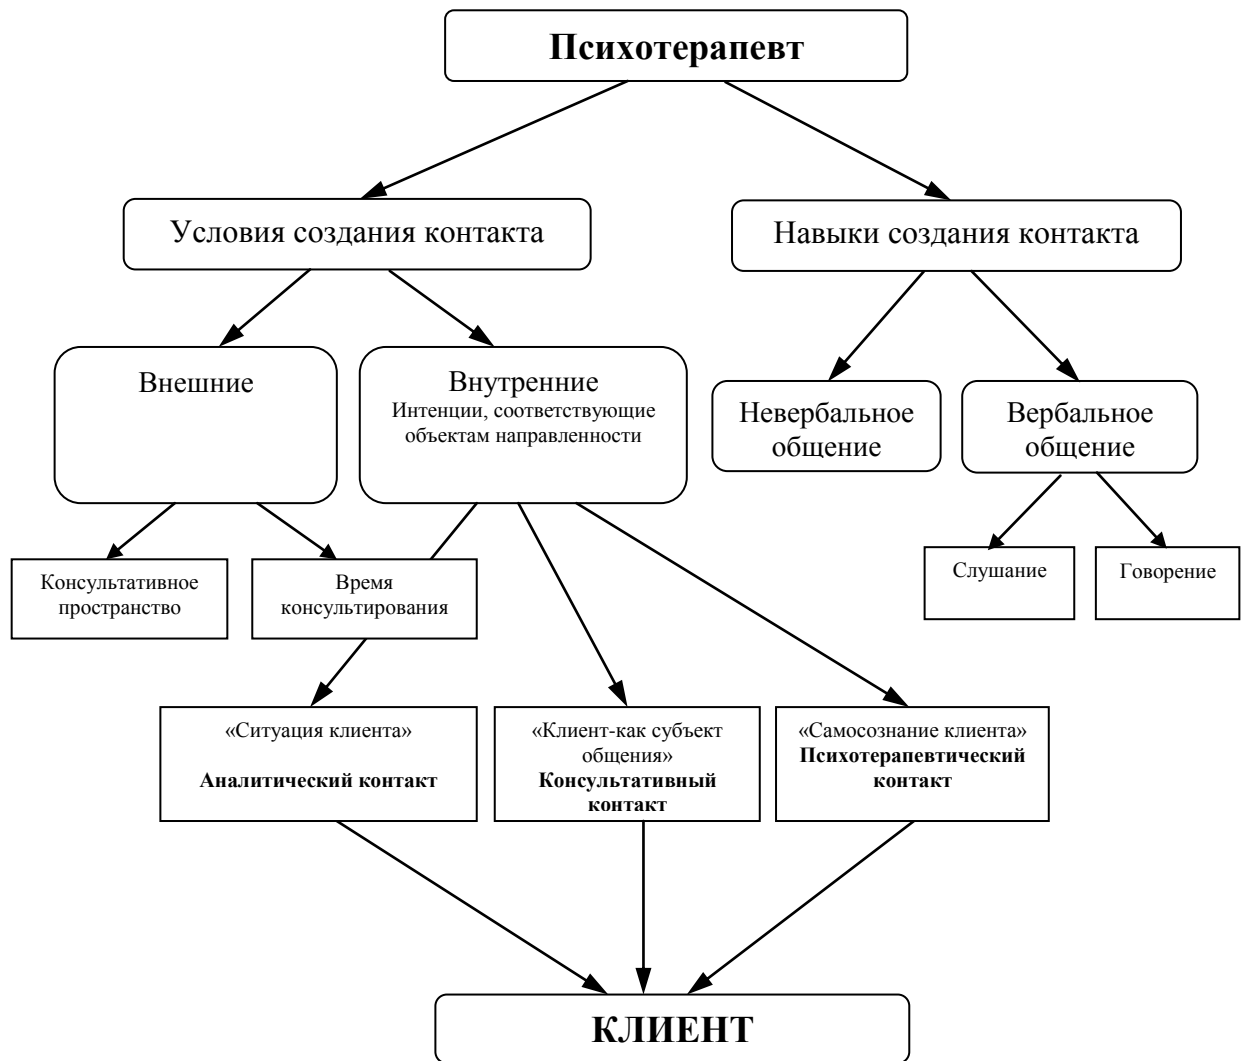 Психотерапевт
Условия создания контакта
Навыки создания контакта
Внешние
Внутренние
Интенции, соответствующие
объектам направленности
Невербальное
общение
Вербальное
общение
Консультативное
пространство
Время
консультирования
Слушание
Говорение
«Ситуация клиента»
Аналитический контакт
«Клиент-как субъект
общения»
Консультативный
контакт
«Самосознание клиента»
Психотерапевтический
контакт
КЛИЕНТ